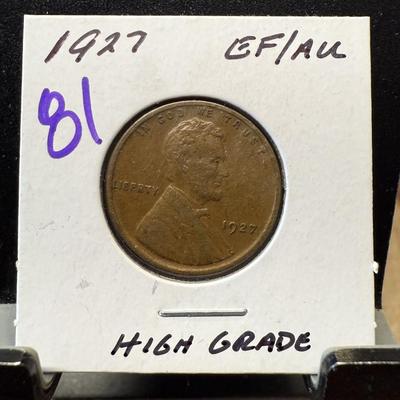 1927 EF/AU
81
IN GOD WE TRUST
LIBERTY
1927
HIGH GRADE